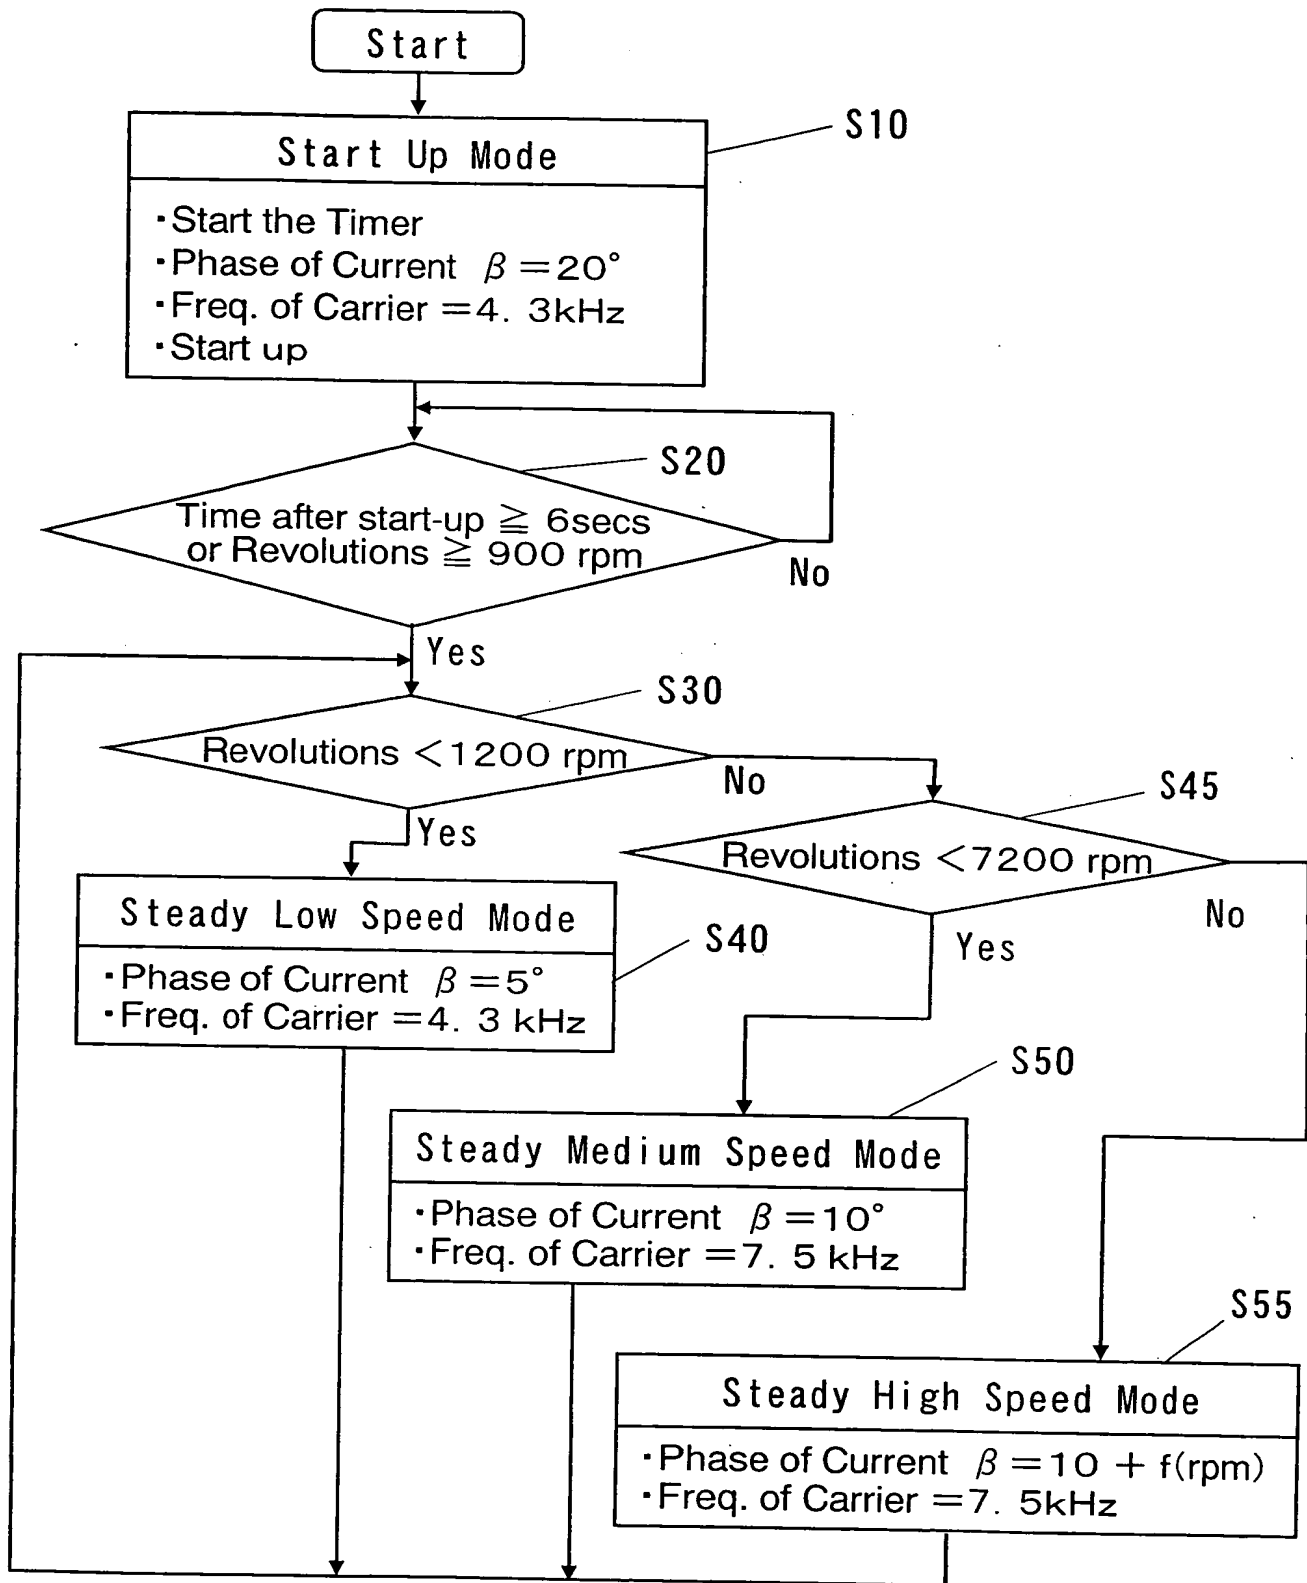 Start
S10
Start Up Mode
・Start the Timer
・Phase of Current β=20°
・Freq. of Carrier =4. 3kHz
・Start up
S20
Time after start-up ≧ 6secs
or Revolutions ≧ 900 rpm
No
Yes
S30
Revolutions <1200 rpm
No
S45
Yes
Revolutions <7200 rpm
No
Steady Low Speed Mode
S40
Yes
・Phase of Current β=5°
・Freq. of Carrier =4. 3 kHz
S50
Steady Medium Speed Mode
・Phase of Current β=10°
・Freq. of Carrier =7. 5 kHz
S55
Steady High Speed Mode
・Phase of Current β=10 + f(rpm)
・Freq. of Carrier =7. 5kHz